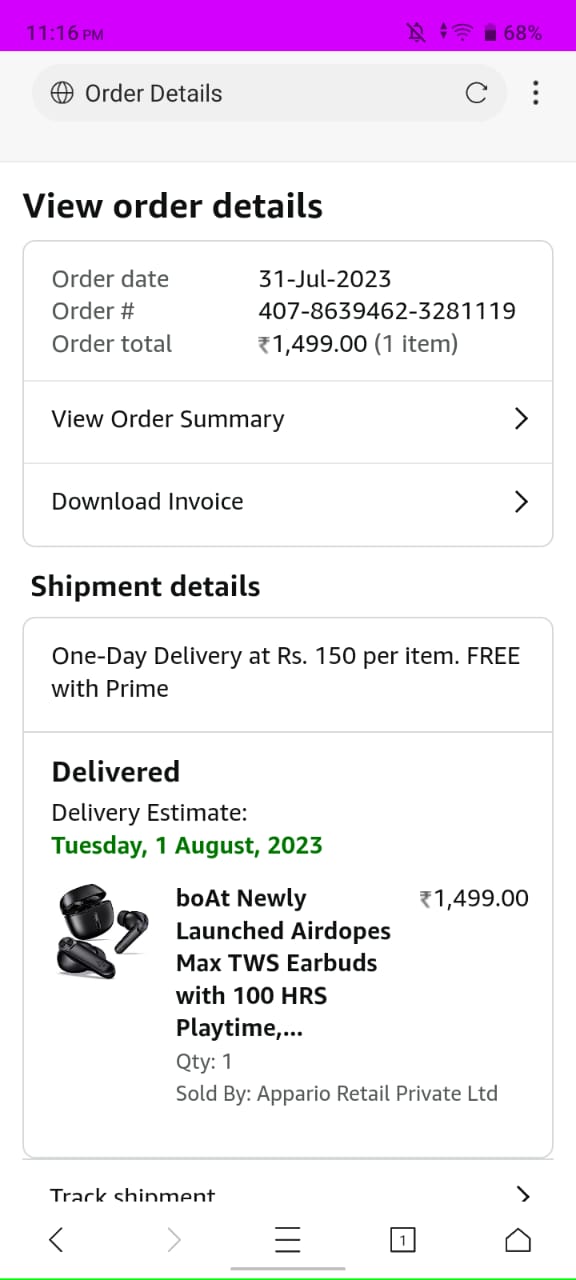 11:16 PM
68%
Order Details
View order details
Order date 31-Jul-2023
Order # 407-8639462-3281119
Order total ₹1,499.00 (1 item)
View Order Summary
Download Invoice
Shipment details
One-Day Delivery at Rs. 150 per item. FREE
with Prime
Delivered
Delivery Estimate:
Tuesday, 1 August, 2023
boAt Newly ₹1,499.00
Launched Airdopes
Max TWS Earbuds
with 100 HRS
Playtime,...
Qty: 1
Sold By: Appario Retail Private Ltd
Track shipment
1